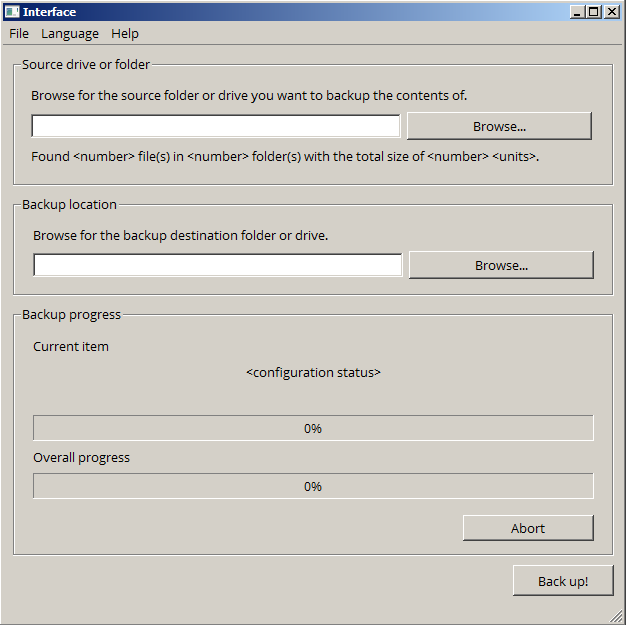 Interface
File Language Help
Source drive or folder
Browse for the source folder or drive you want to backup the contents of.
Browse...
Found <number> file(s) in <number> folder(s) with the total size of <number> <units>.
Backup location
Browse for the backup destination folder or drive.
Browse...
Backup progress
Current item
<configuration status>
0%
Overall progress
0%
Abort
Back up!